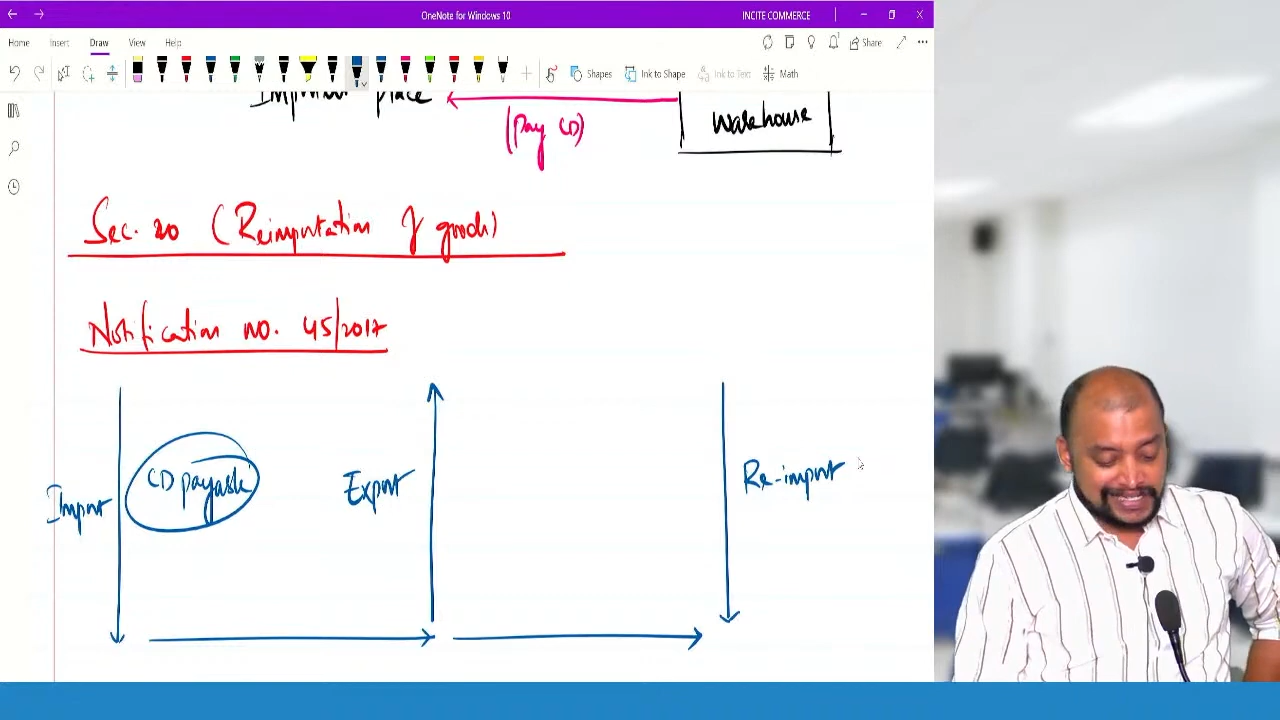 OneNote for Windows 10
INCITE COMMERCE
Home Insert Draw View Help
Share
Shapes Ink to Shape Ink to Text Math
place
(Pay CD)
Warehouse
Sec. 20 (Reimportation of goods)
Notification no. 45/2017
Import
CD payable
Export
Re-import